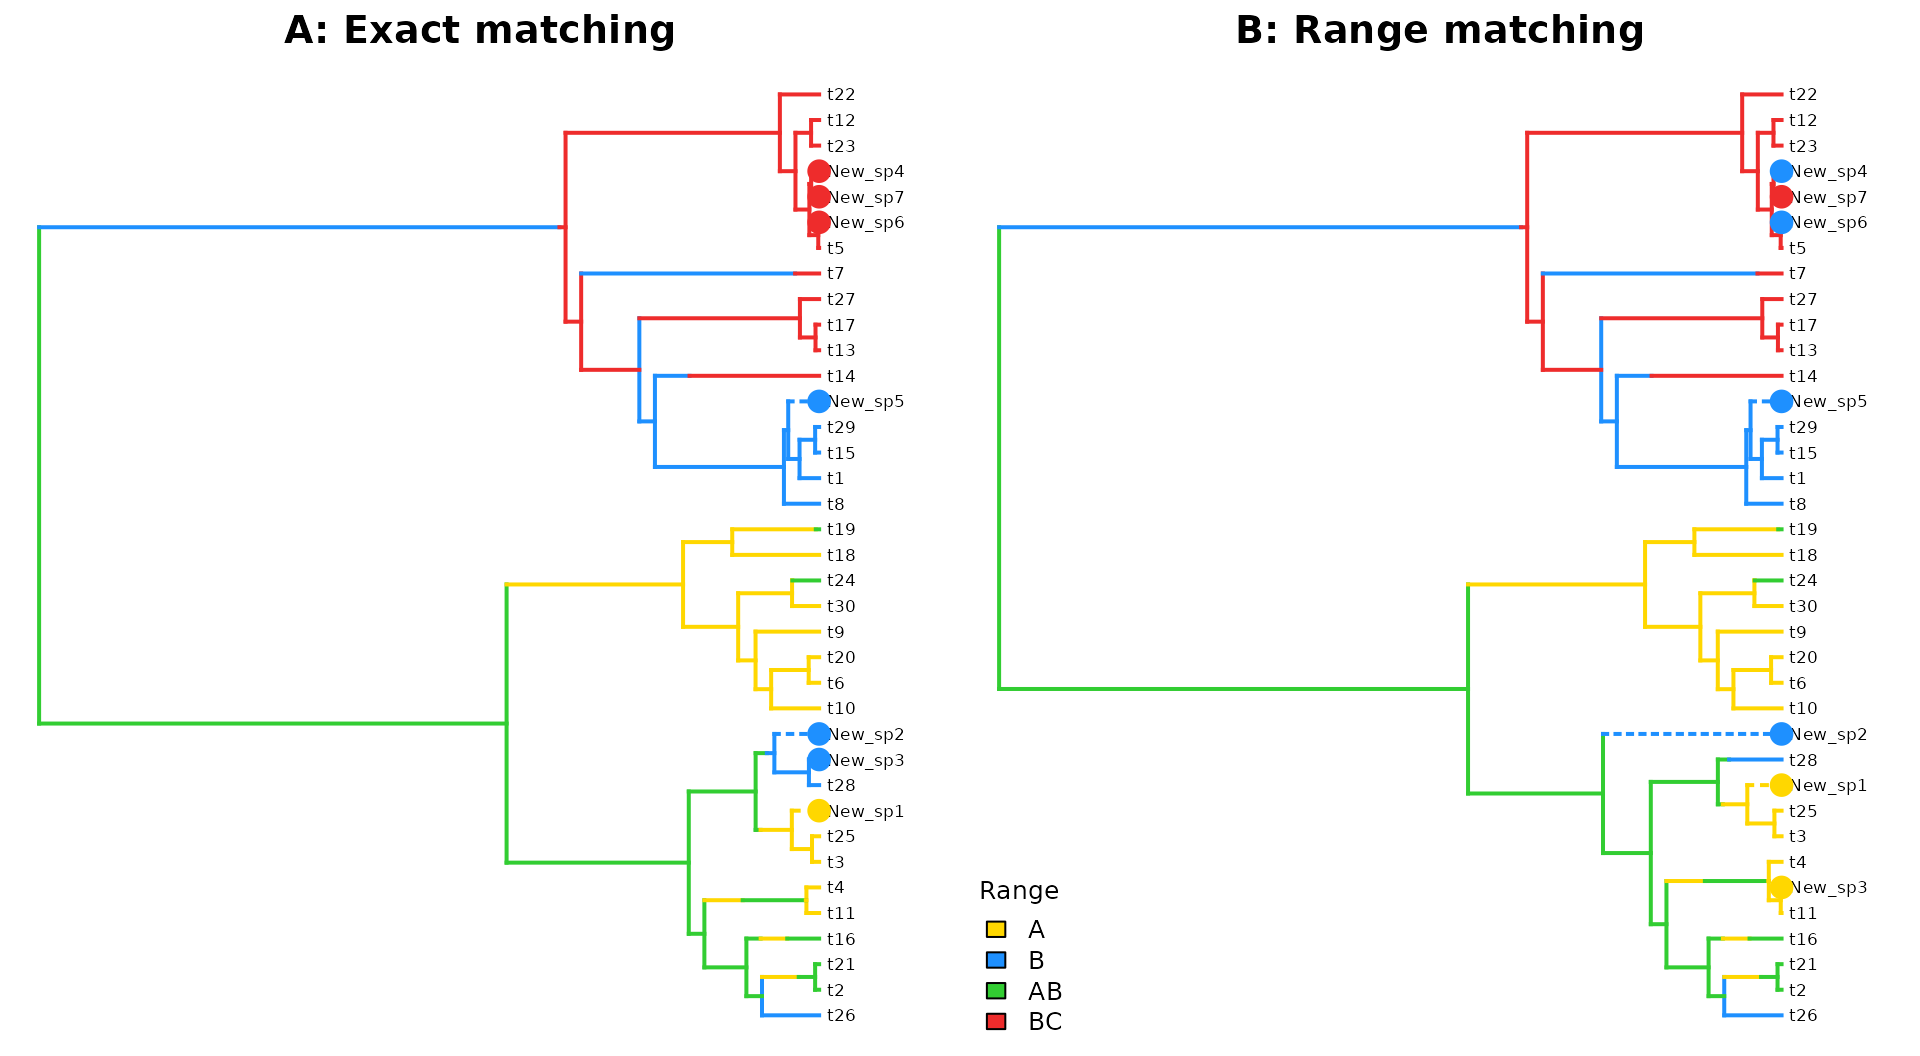 A: Exact matching
t22
t12
t23
New_sp4
New_sp7
New_sp6
t5
t7
t27
t17
t13
t14
New_sp5
t29
t15
t1
t8
t19
t18
t24
t30
t9
t20
t6
t10
New_sp2
New_sp3
t28
New_sp1
t25
t3
t4
t11
t16
t21
t2
t26
B: Range matching
t22
t12
t23
New_sp4
New_sp7
New_sp6
t5
t7
t27
t17
t13
t14
New_sp5
t29
t15
t1
t8
t19
t18
t24
t30
t9
t20
t6
t10
New_sp2
t28
New_sp1
t25
t3
t4
New_sp3
t11
t16
t21
t2
t26
Range
A
B
AB
BC